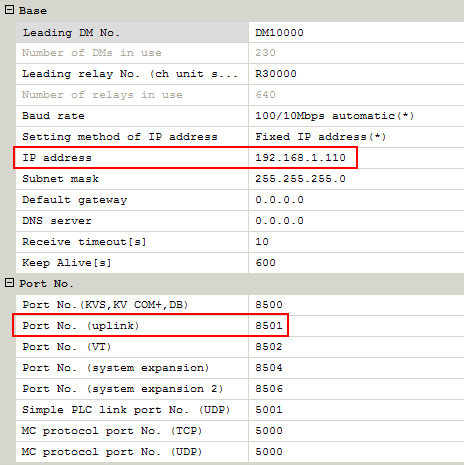 Base
Leading DM No. DM10000
Number of DMs in use 230
Leading relay No. (ch unit s... R30000
Number of relays in use 640
Baud rate 100/10Mbps automatic(*)
Setting method of IP address Fixed IP address(*)
IP address 192.168.1.110
Subnet mask 255.255.255.0
Default gateway 0.0.0.0
DNS server 0.0.0.0
Receive timeout[s] 10
Keep Alive[s] 600
Port No.
Port No.(KVS,KV COM+,DB) 8500
Port No. (uplink) 8501
Port No. (VT) 8502
Port No. (system expansion) 8504
Port No. (system expansion 2) 8506
Simple PLC link port No. (UDP) 5001
MC protocol port No. (TCP) 5000
MC protocol port No. (UDP) 5000